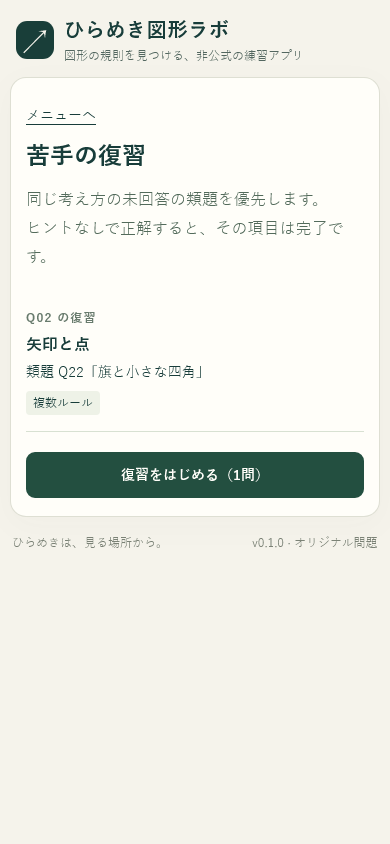 ひらめき図形ラボ
図形の規則を見つける、非公式の練習アプリ
メニューへ
苦手の復習
同じ考え方の未回答の類題を優先します。
ヒントなしで正解すると、その項目は完了で
す。
Q02 の復習
矢印と点
類題 Q22「旗と小さな四角」
複数ルール
復習をはじめる（1問）
ひらめきは、見る場所から。
v0.1.0 · オリジナル問題